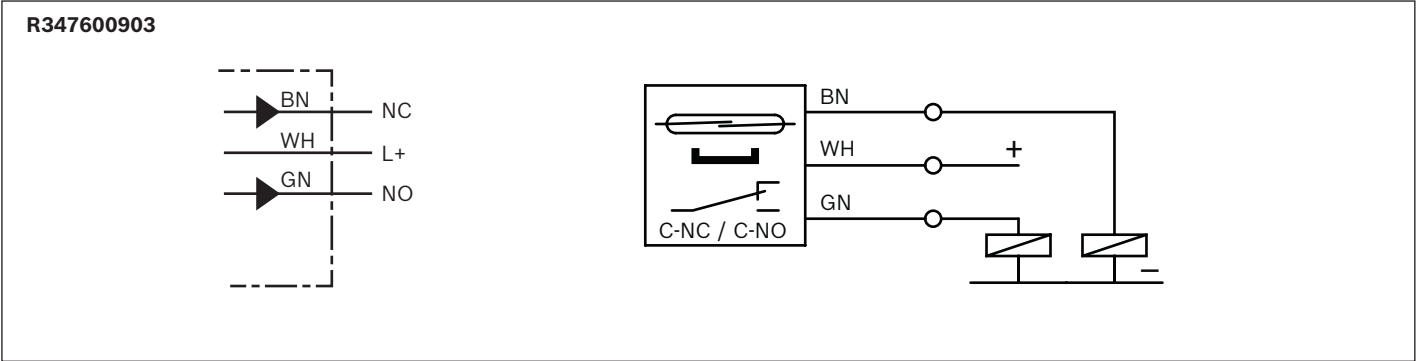 R347600903
BN NC
WH L+
GN NO
BN
WH +
GN
C-NC / C-NO
–